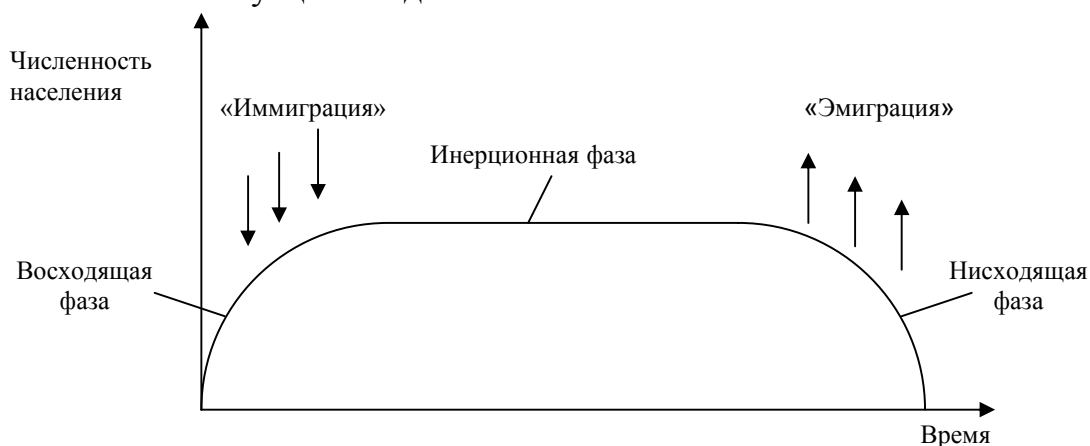 Численность
населения
«Иммиграция»
«Эмиграция»
Инерционная фаза
Восходящая
фаза
Нисходящая
фаза
Время